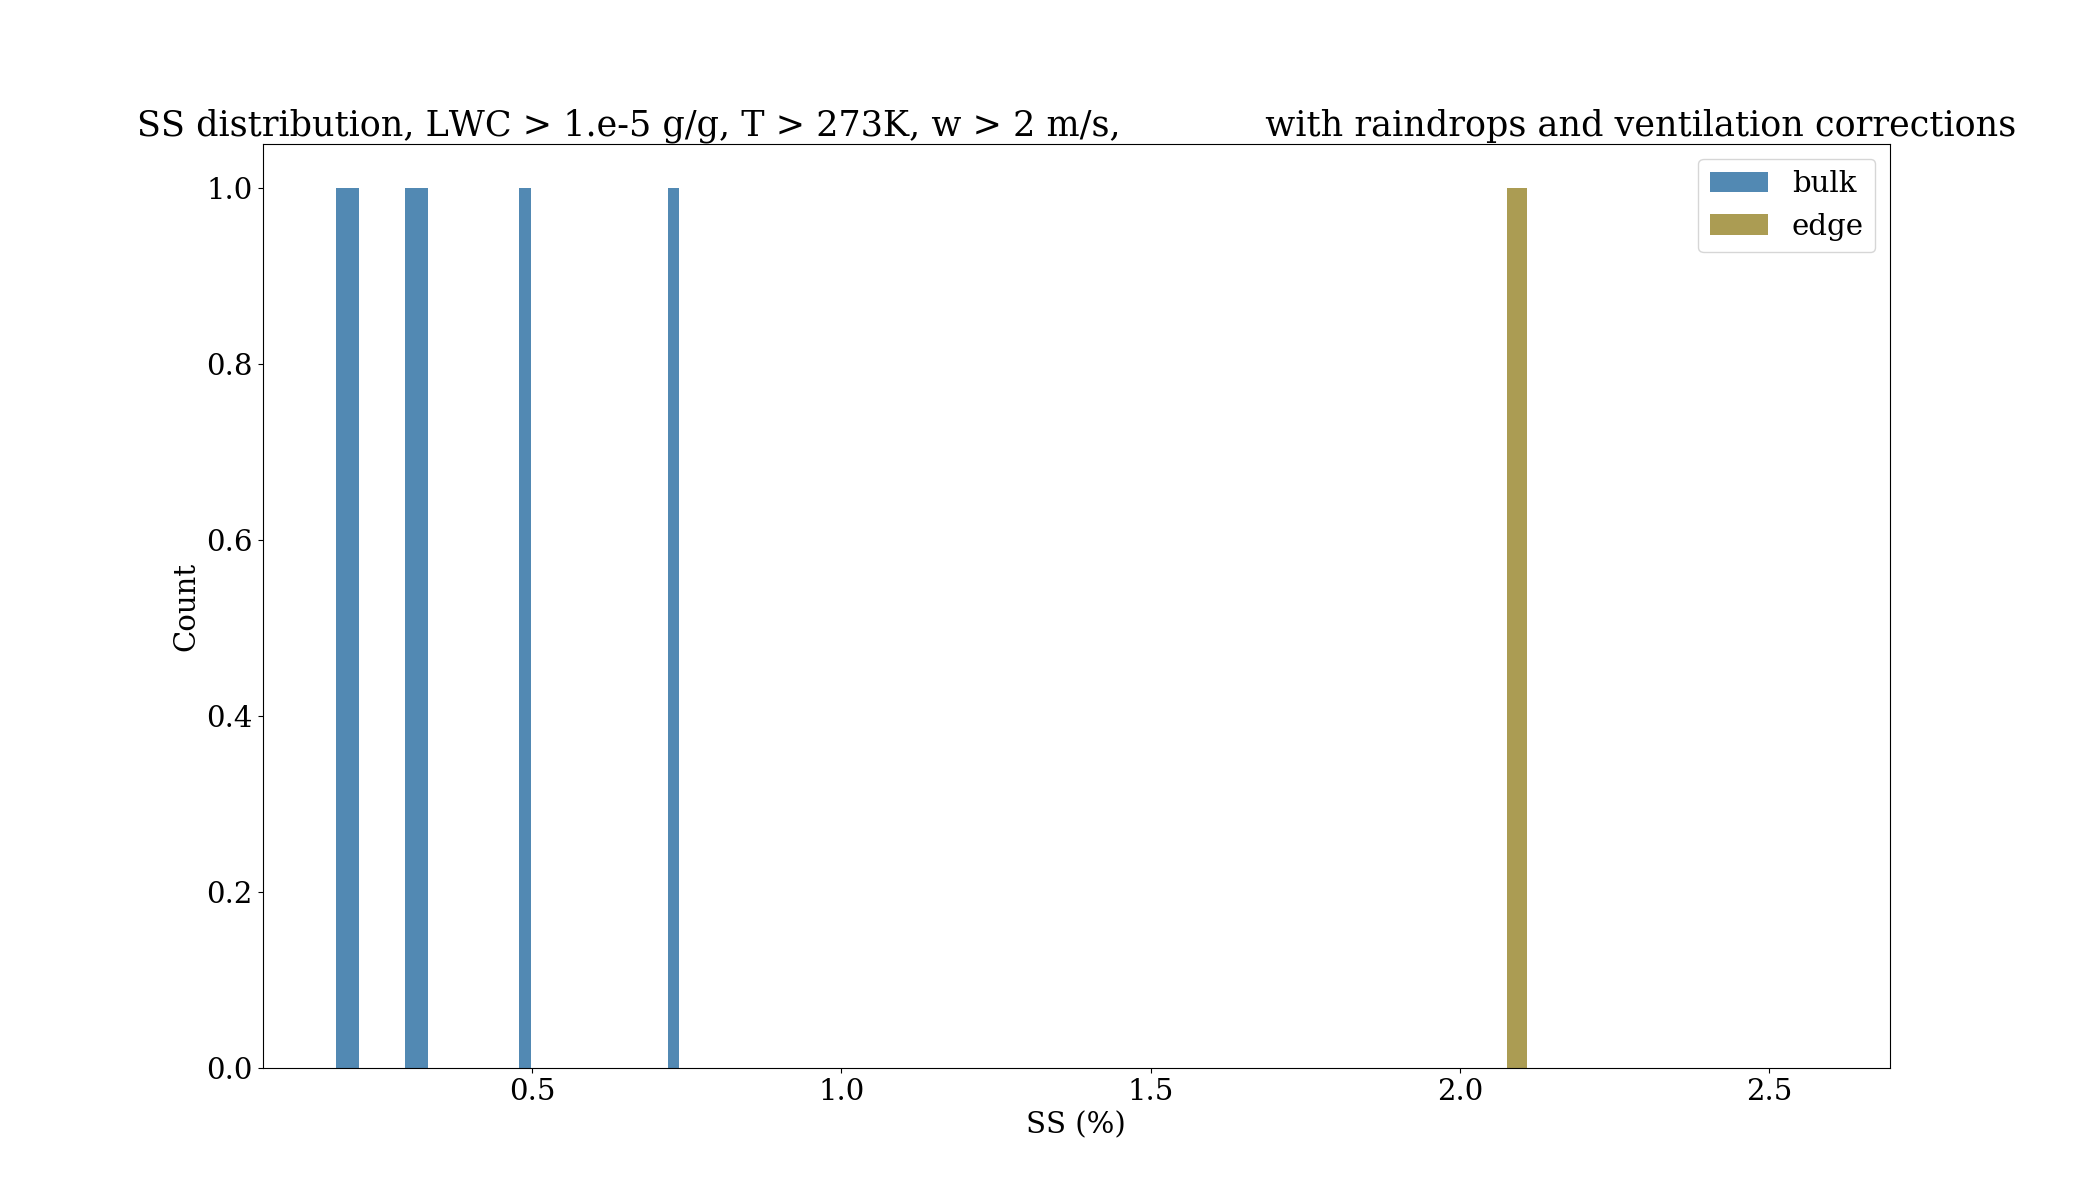 SS distribution, LWC > 1.e-5 g/g, T > 273K, w > 2 m/s, with raindrops and ventilation corrections
bulk
edge
1.0
0.8
0.6
0.4
0.2
0.0
Count
0.5 1.0 1.5 2.0 2.5
SS (%)